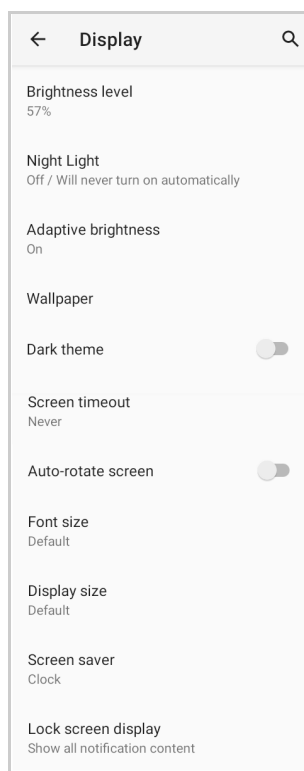 Display
Brightness level
57%
Night Light
Off / Will never turn on automatically
Adaptive brightness
On
Wallpaper
Dark theme
Screen timeout
Never
Auto-rotate screen
Font size
Default
Display size
Default
Screen saver
Clock
Lock screen display
Show all notification content